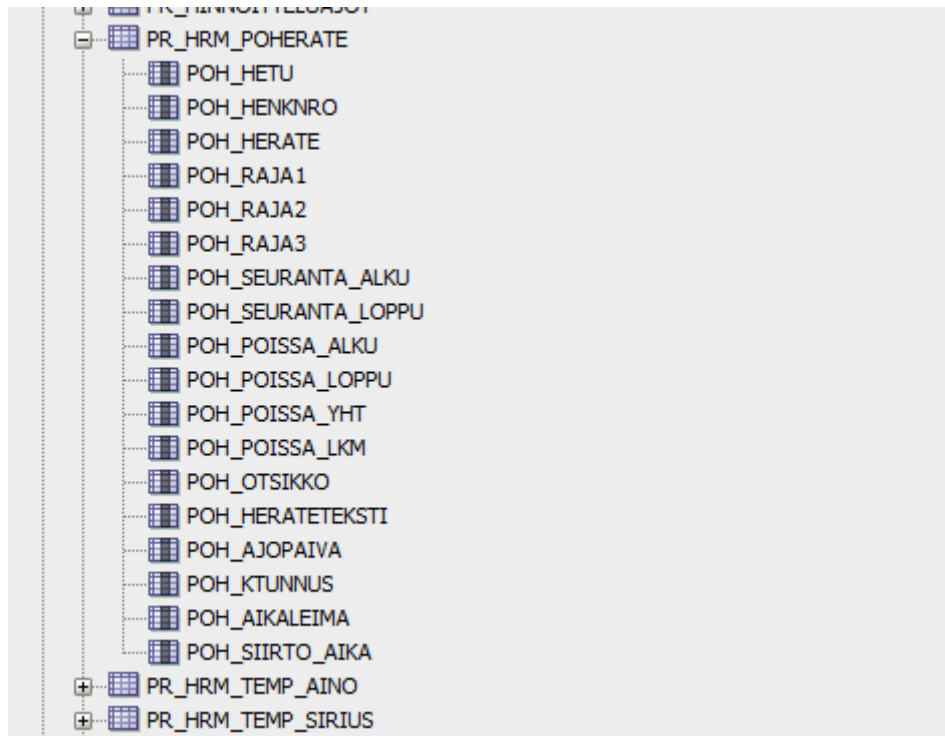 PR_HINNOITTELUAJOT
PR_HRM_POHERATE
POH_HETU
POH_HENKNRO
POH_HERATE
POH_RAJA1
POH_RAJA2
POH_RAJA3
POH_SEURANTA_ALKU
POH_SEURANTA_LOPPU
POH_POISSA_ALKU
POH_POISSA_LOPPU
POH_POISSA_YHT
POH_POISSA_LKM
POH_OTSIKKO
POH_HERATETEKSTI
POH_AJOPAIVA
POH_KTUNNUS
POH_AIKALEIMA
POH_SIIRTO_AIKA
PR_HRM_TEMP_AINO
PR_HRM_TEMP_SIRIUS